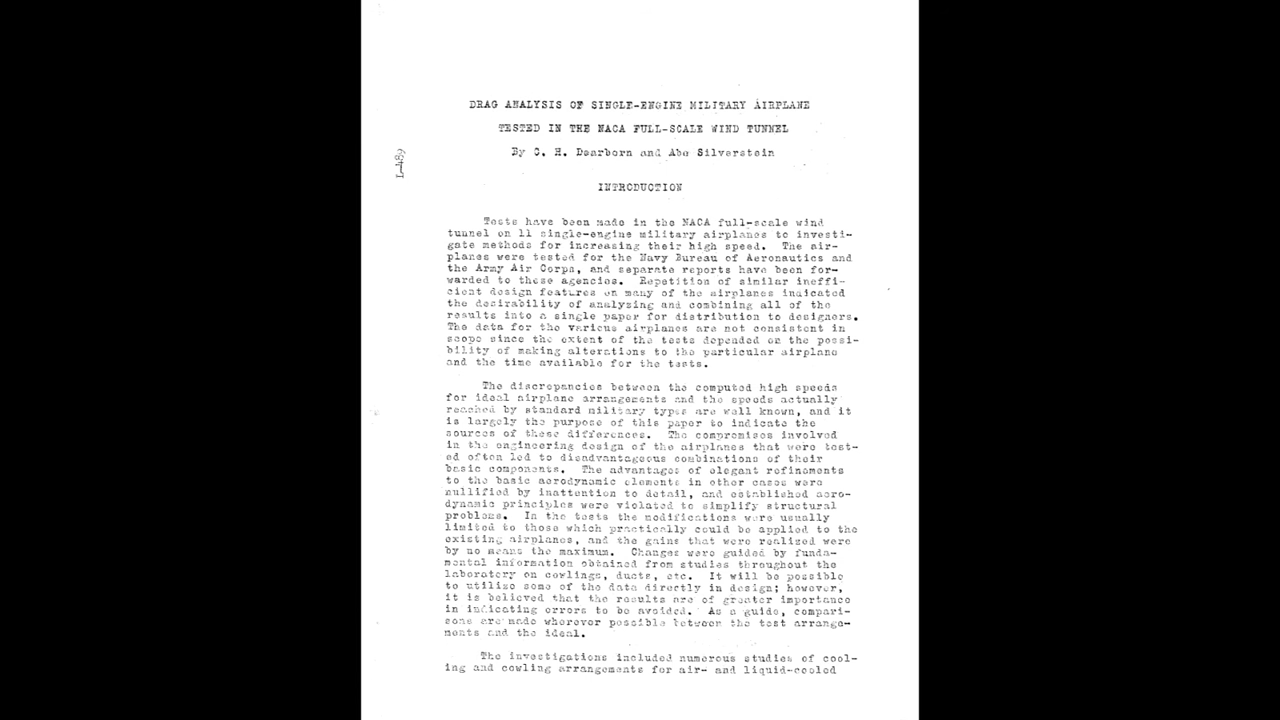 DRAG ANALYSIS OF SINGLE-ENGINE MILITARY AIRPLANE
TESTED IN THE NACA FULL-SCALE WIND TUNNEL
By C. H. Dearborn and Abe Silverstein
L-489
INTRODUCTION
Tests have been made in the NACA full-scale wind
tunnel on 11 single-engine military airplanes to investi-
gate methods for increasing their high speed. The air-
planes were tested for the Navy Bureau of Aeronautics and
the Army Air Corps, and separate reports have been for-
warded to these agencies. Repetition of similar ineffi-
cient design features on many of the airplanes indicated
the desirability of analyzing and combining all of the
results into a single paper for distribution to designers.
The data for the various airplanes are not consistent in
scope since the extent of the tests depended on the possi-
bility of making alterations to the particular airplane
and the time available for the tests.
The discrepancies between the computed high speeds
for ideal airplane arrangements and the speeds actually
reached by standard military types are well known, and it
is largely the purpose of this paper to indicate the
sources of these differences. The compromises involved
in the engineering design of the airplanes that were test-
ed often led to disadvantageous combinations of their
basic components. The advantages of elegant refinements
to the basic aerodynamic elements in other cases were
nullified by inattention to detail, and established aero-
dynamic principles were violated to simplify structural
problems. In the tests the modifications were usually
limited to those which practically could be applied to the
existing airplanes, and the gains that were realized were
by no means the maximum. Changes were guided by funda-
mental information obtained from studies throughout the
laboratory on cowlings, ducts, etc. It will be possible
to utilize some of the data directly in design; however,
it is believed that the results are of greater importance
in indicating errors to be avoided. As a guide, compari-
sons are made wherever possible between the test arrange-
ments and the ideal.
The investigations included numerous studies of cool-
ing and cowling arrangements for air- and liquid-cooled